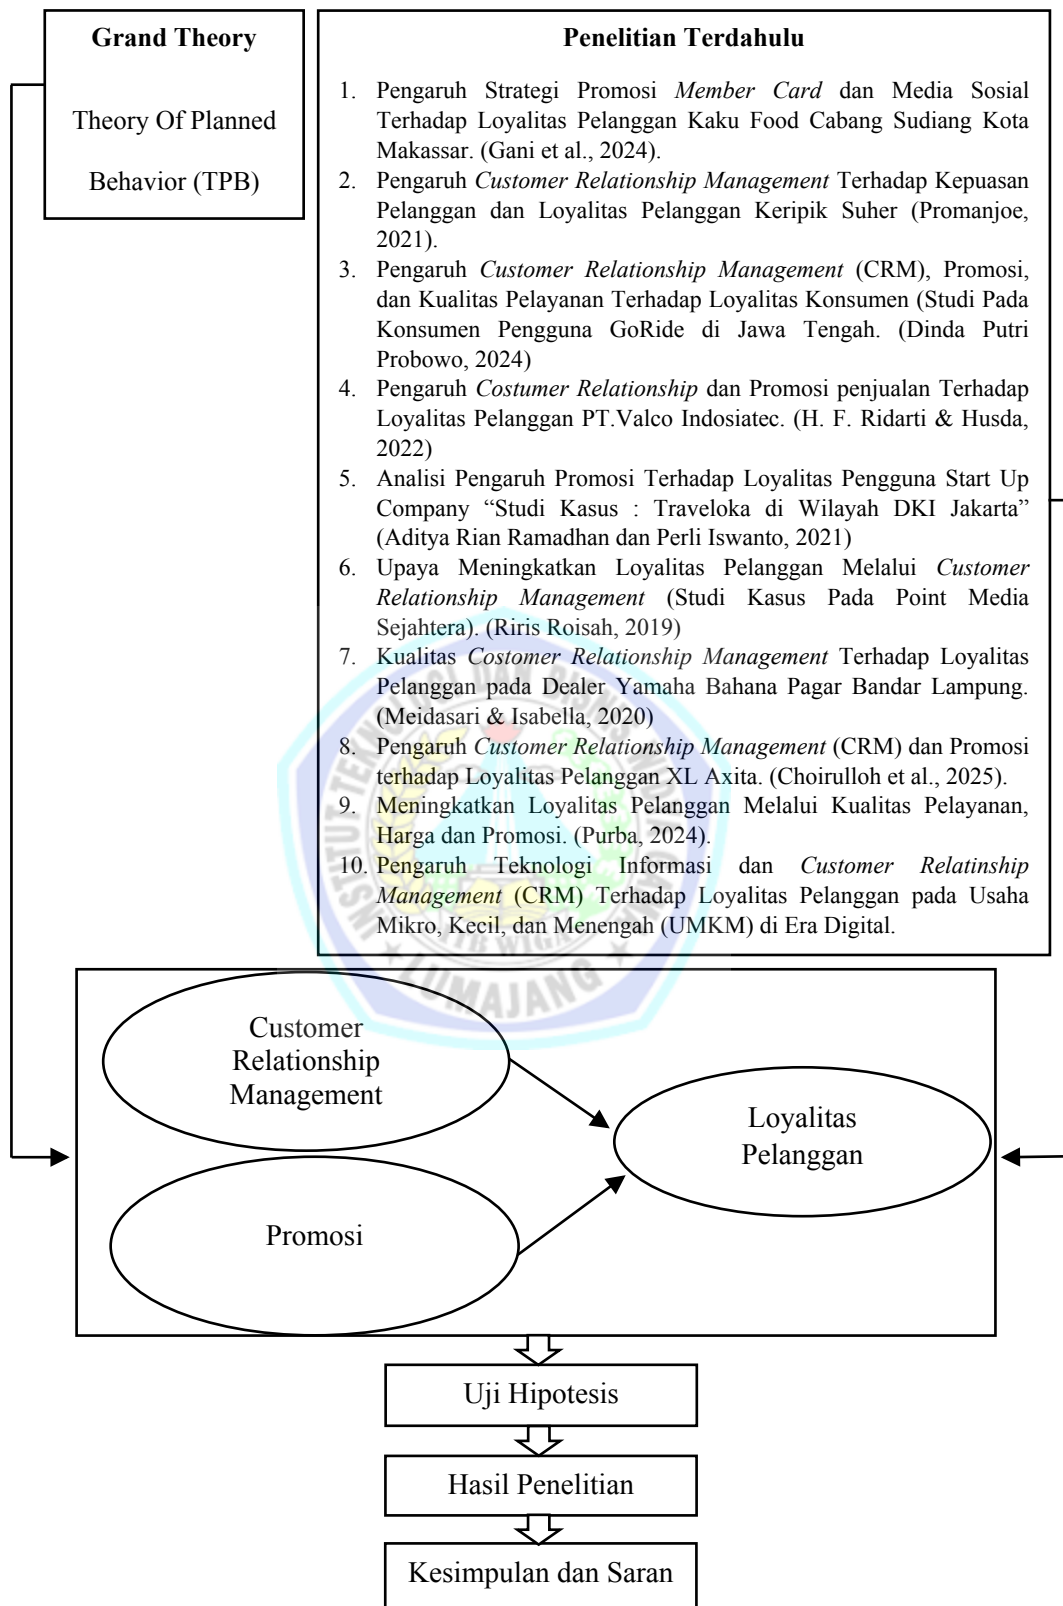 Grand Theory
Theory Of Planned
Behavior (TPB)
Penelitian Terdahulu
1. Pengaruh Strategi Promosi Member Card dan Media Sosial
Terhadap Loyalitas Pelanggan Kaku Food Cabang Sudiang Kota
Makassar. (Gani et al., 2024).
2. Pengaruh Customer Relationship Management Terhadap Kepuasan
Pelanggan dan Loyalitas Pelanggan Keripik Suher (Promanjoe,
2021).
3. Pengaruh Customer Relationship Management (CRM), Promosi,
dan Kualitas Pelayanan Terhadap Loyalitas Konsumen (Studi Pada
Konsumen Pengguna GoRide di Jawa Tengah. (Dinda Putri
Probowo, 2024)
4. Pengaruh Costumer Relationship dan Promosi penjualan Terhadap
Loyalitas Pelanggan PT.Valco Indosiatec. (H. F. Ridarti & Husda,
2022)
5. Analisi Pengaruh Promosi Terhadap Loyalitas Pengguna Start Up
Company “Studi Kasus : Traveloka di Wilayah DKI Jakarta”
(Aditya Rian Ramadhan dan Perli Iswanto, 2021)
6. Upaya Meningkatkan Loyalitas Pelanggan Melalui Customer
Relationship Management (Studi Kasus Pada Point Media
Sejahtera). (Riris Roisah, 2019)
7. Kualitas Costomer Relationship Management Terhadap Loyalitas
Pelanggan pada Dealer Yamaha Bahana Pagar Bandar Lampung.
(Meidasari & Isabella, 2020)
8. Pengaruh Customer Relationship Management (CRM) dan Promosi
terhadap Loyalitas Pelanggan XL Axita. (Choirulloh et al., 2025).
9. Meningkatkan Loyalitas Pelanggan Melalui Kualitas Pelayanan,
Harga dan Promosi. (Purba, 2024).
10. Pengaruh Teknologi Informasi dan Customer Relatinship
Management (CRM) Terhadap Loyalitas Pelanggan pada Usaha
Mikro, Kecil, dan Menengah (UMKM) di Era Digital.
INSTITUT TEKNOLOGI DAN BISNIS WIDYA GAMA
ITB WIGA
LUMAJANG
Customer
Relationship
Management
Loyalitas
Pelanggan
Promosi
Uji Hipotesis
Hasil Penelitian
Kesimpulan dan Saran